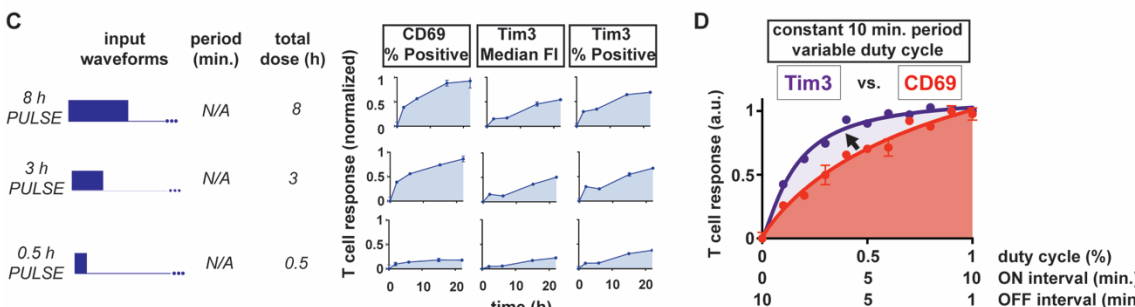 C
input waveforms
period (min.)
total dose (h)
CD69 % Positive
Tim3 Median FI
Tim3 % Positive
8 h PULSE
N/A
8
3 h PULSE
N/A
3
0.5 h PULSE
N/A
0.5
T cell response (normalized)
1
0.5
0
1
0.5
0
1
0.5
0
0 10 20
0 10 20
0 10 20
time (h)
D
constant 10 min. period
variable duty cycle
Tim3 vs. CD69
T cell response (a.u.)
1
0.5
0
0 0.5 1 duty cycle (%)
0 5 10 ON interval (min.)
10 5 1 OFF interval (min